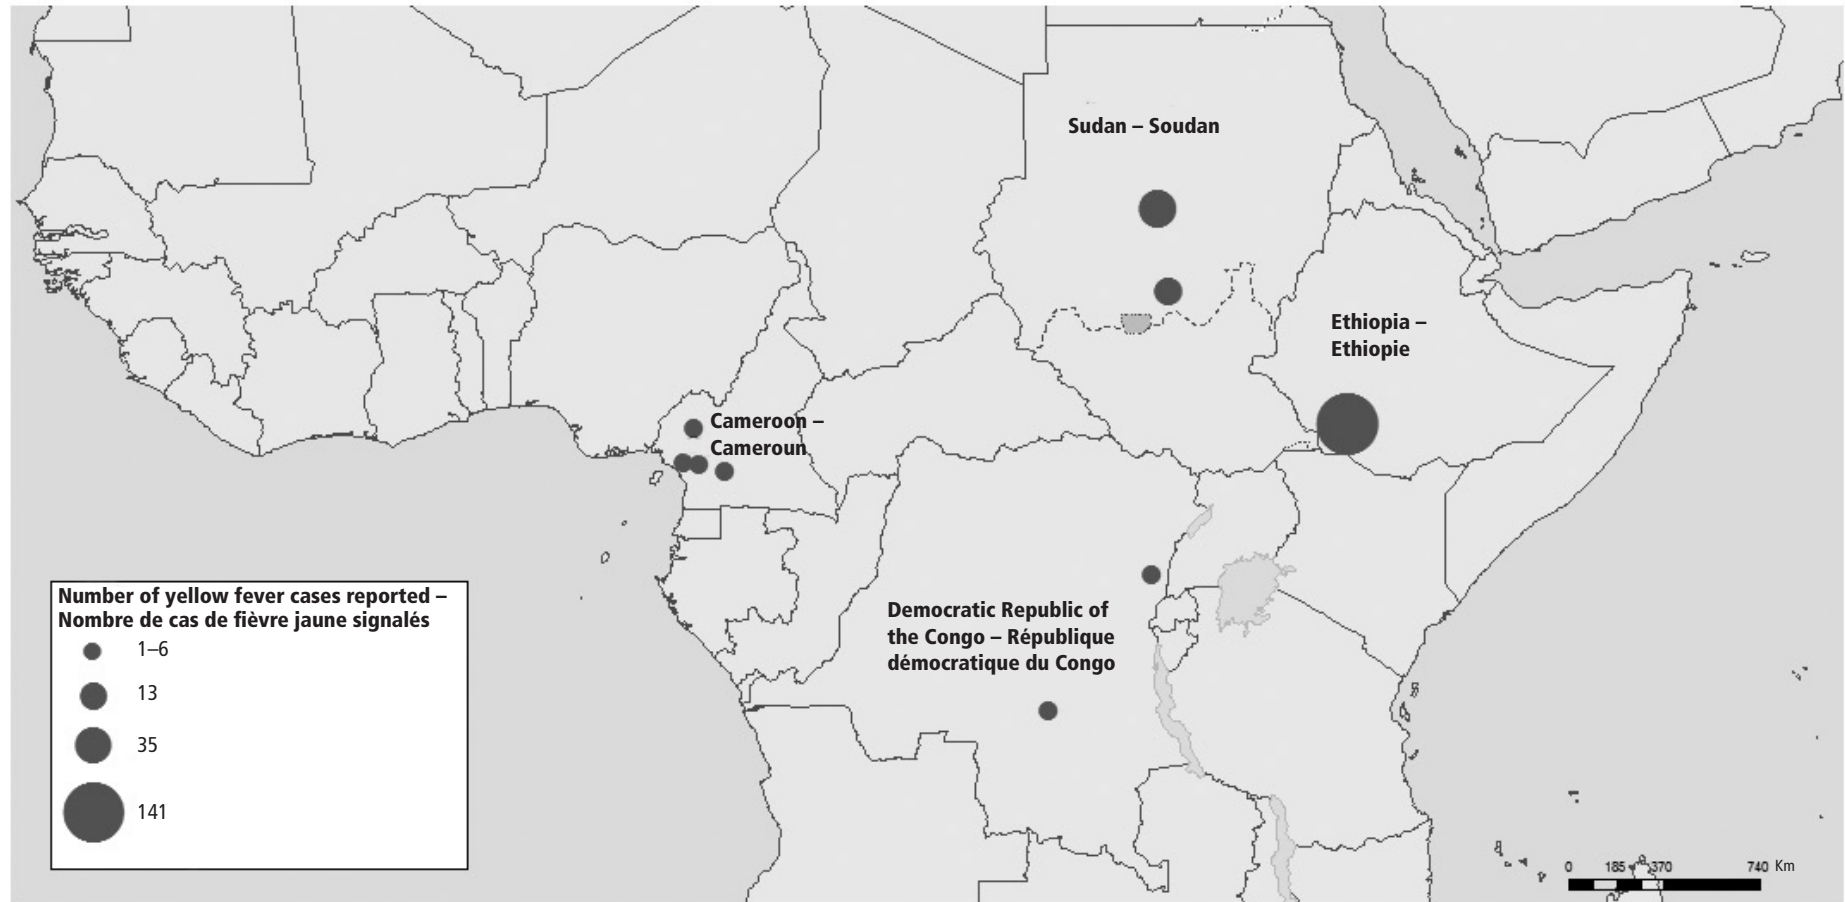 Sudan – Soudan
Ethiopia –
Ethiopie
Cameroon –
Cameroun
Democratic Republic of
the Congo – République
démocratique du Congo
Number of yellow fever cases reported –
Nombre de cas de fièvre jaune signalés
1–6
13
35
141
0 185 370 740 Km